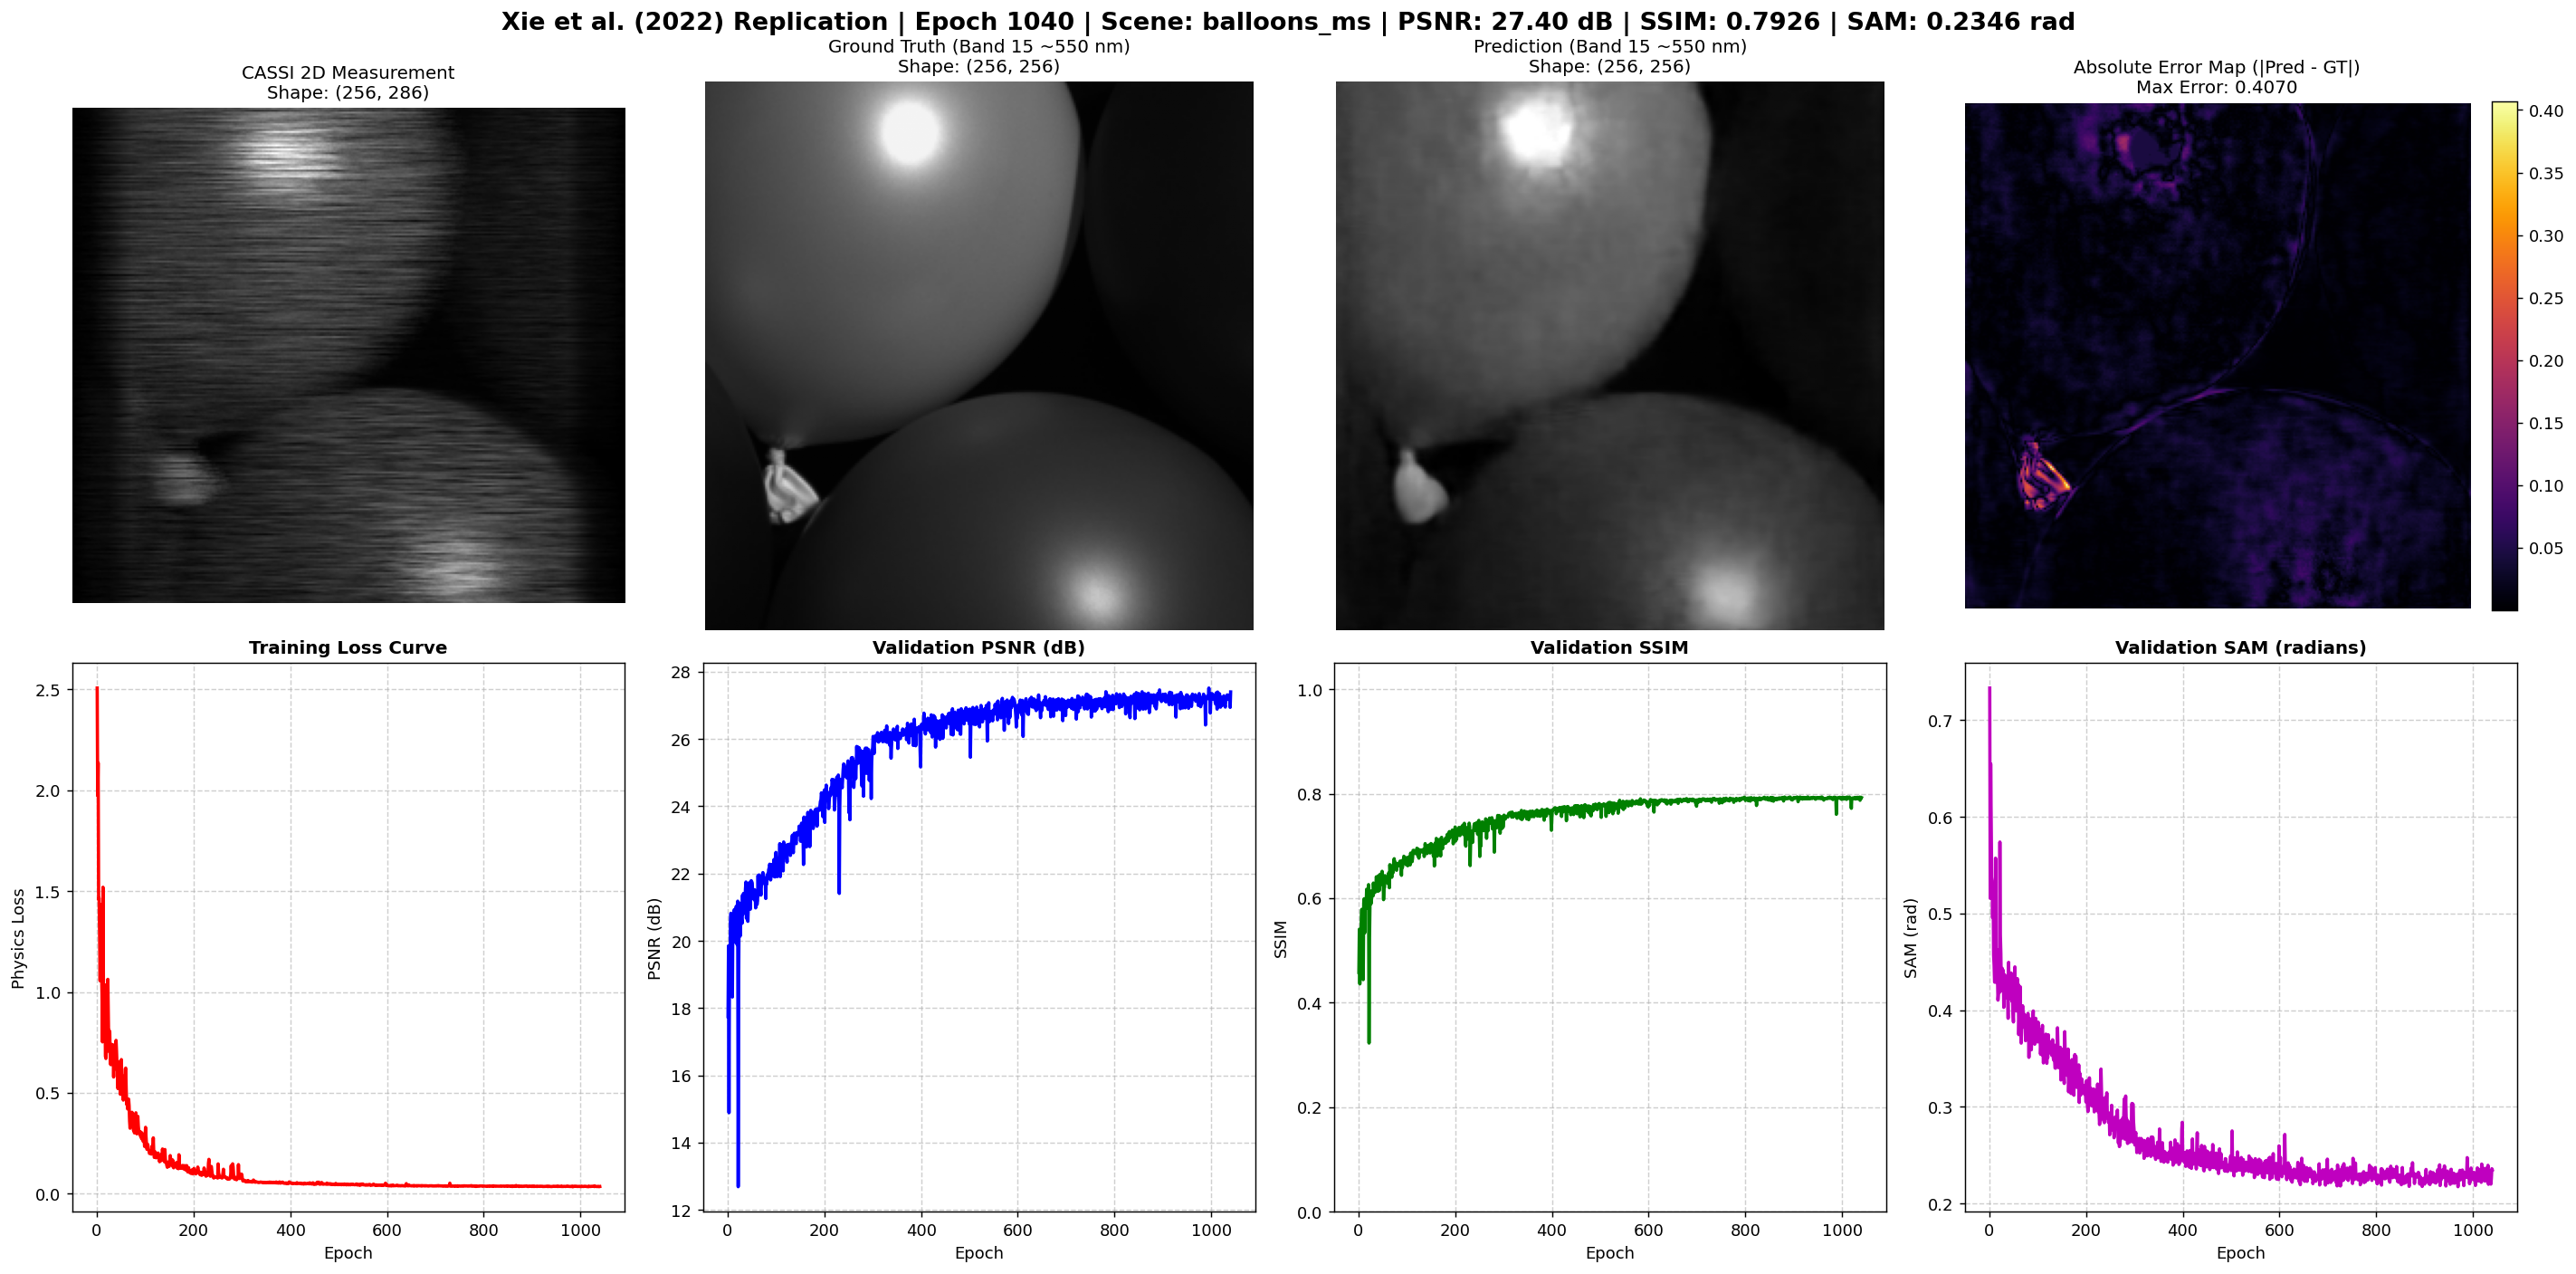 Xie et al. (2022) Replication | Epoch 1040 | Scene: balloons_ms | PSNR: 27.40 dB | SSIM: 0.7926 | SAM: 0.2346 rad
CASSI 2D Measurement
Shape: (256, 286)
Ground Truth (Band 15 ~550 nm)
Shape: (256, 256)
Prediction (Band 15 ~550 nm)
Shape: (256, 256)
Absolute Error Map (|Pred - GT|)
Max Error: 0.4070
0.40
0.35
0.30
0.25
0.20
0.15
0.10
0.05
Training Loss Curve
Physics Loss
2.5
2.0
1.5
1.0
0.5
0.0
0 200 400 600 800 1000
Epoch
Validation PSNR (dB)
PSNR (dB)
28
26
24
22
20
18
16
14
12
0 200 400 600 800 1000
Epoch
Validation SSIM
SSIM
1.0
0.8
0.6
0.4
0.2
0.0
0 200 400 600 800 1000
Epoch
Validation SAM (radians)
SAM (rad)
0.7
0.6
0.5
0.4
0.3
0.2
0 200 400 600 800 1000
Epoch